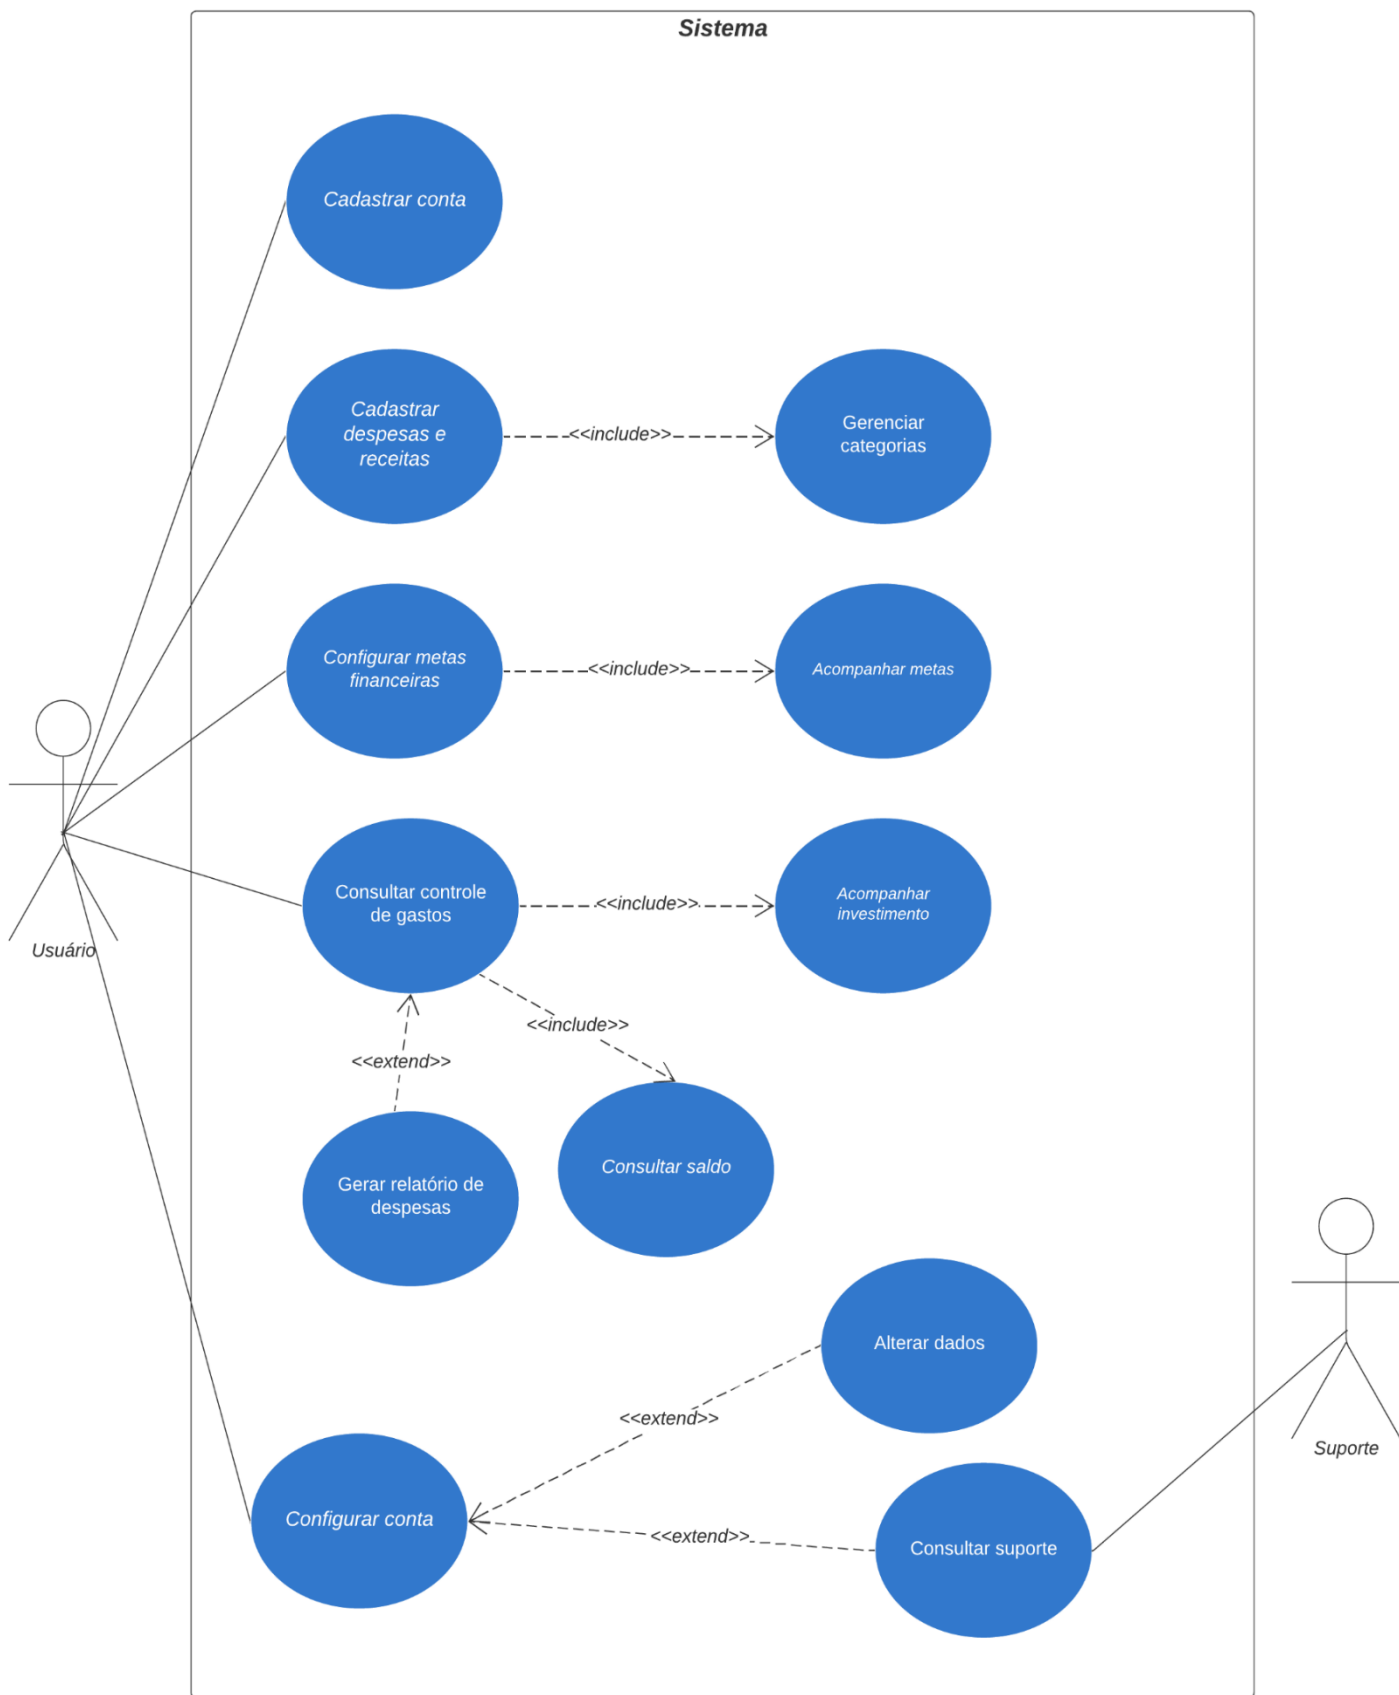 Sistema
Cadastrar conta
Cadastrar
despesas e
receitas
<<include>>
Gerenciar
categorias
Configurar metas
financeiras
<<include>>
Acompanhar metas
Usuário
Consultar controle
de gastos
<<include>>
Acompanhar
investimento
<<include>>
<<extend>>
Gerar relatório de
despesas
Consultar saldo
Alterar dados
<<extend>>
Suporte
Configurar conta
<<extend>>
Consultar suporte